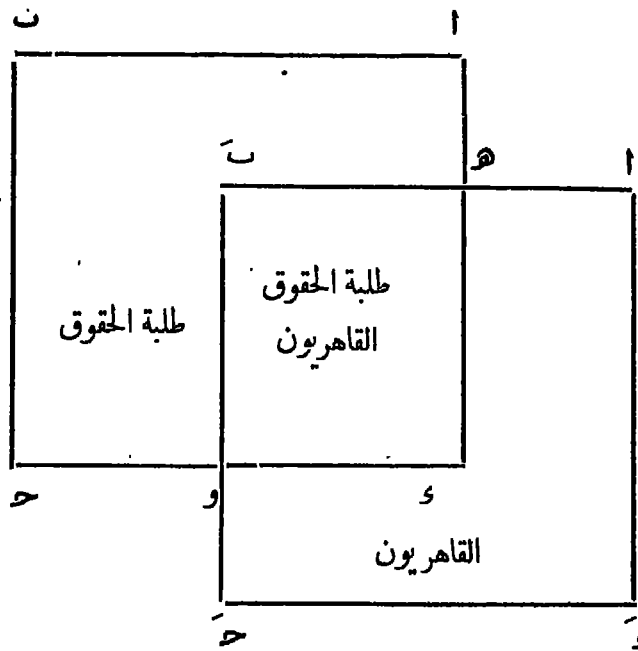 ا ن
ا هـ بَ
طلبة الحقوق
طلبة الحقوق
القاهريون
ء و حـ
القاهريون
حَـ